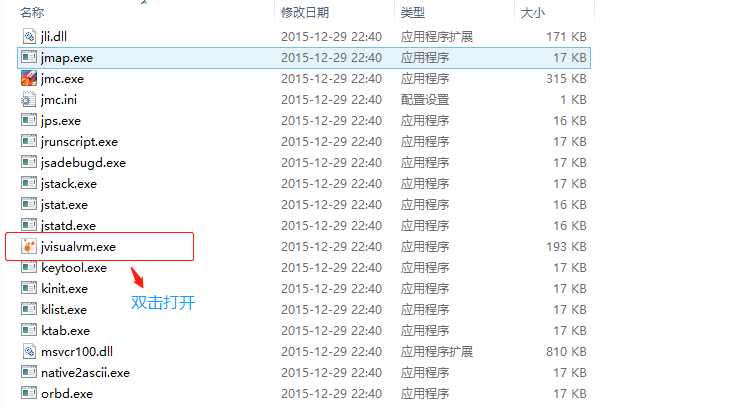 名称 修改日期 类型 大小
jli.dll 2015-12-29 22:40 应用程序扩展 171 KB
jmap.exe 2015-12-29 22:40 应用程序 17 KB
jmc.exe 2015-12-29 22:40 应用程序 315 KB
jmc.ini 2015-12-29 22:40 配置设置 1 KB
jps.exe 2015-12-29 22:40 应用程序 16 KB
jrunscript.exe 2015-12-29 22:40 应用程序 17 KB
jsadebugd.exe 2015-12-29 22:40 应用程序 17 KB
jstack.exe 2015-12-29 22:40 应用程序 17 KB
jstat.exe 2015-12-29 22:40 应用程序 16 KB
jstatd.exe 2015-12-29 22:40 应用程序 16 KB
jvisualvm.exe 2015-12-29 22:40 应用程序 193 KB
keytool.exe 2015-12-29 22:40 应用程序 17 KB
kinit.exe 2015-12-29 22:40 应用程序 17 KB
双击打开
klist.exe 2015-12-29 22:40 应用程序 17 KB
ktab.exe 2015-12-29 22:40 应用程序 17 KB
msvcr100.dll 2015-12-29 22:40 应用程序扩展 810 KB
native2ascii.exe 2015-12-29 22:40 应用程序 17 KB
orbd.exe 2015-12-29 22:40 应用程序 17 KB